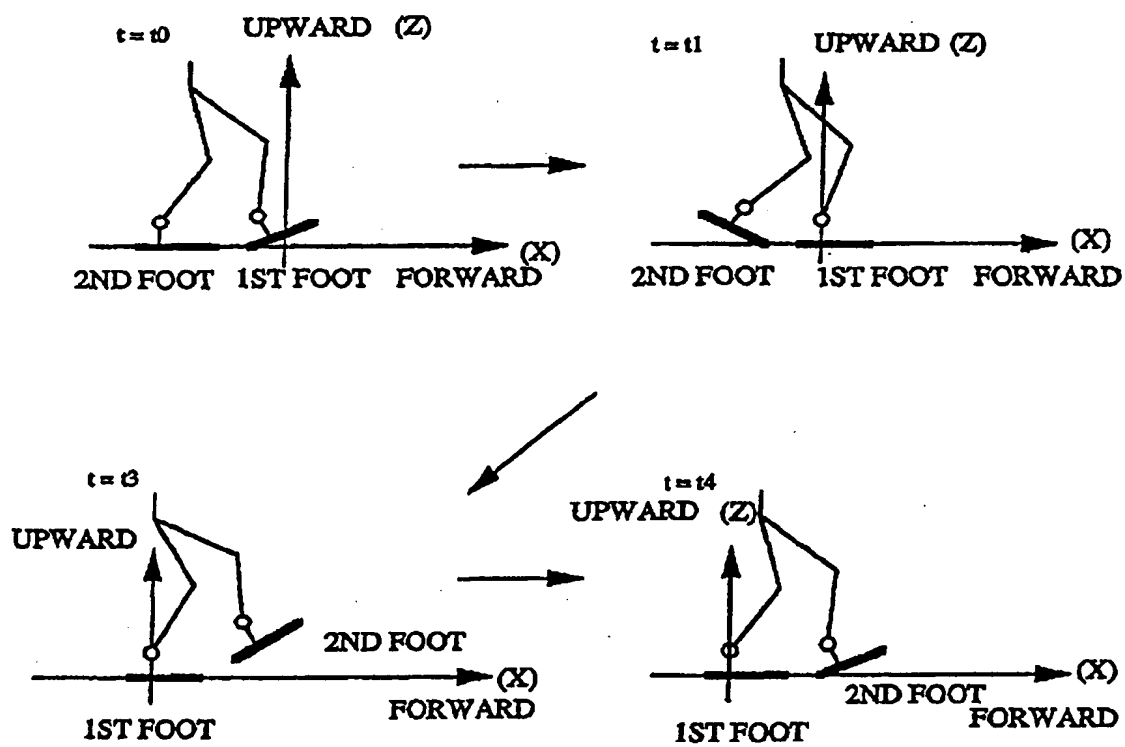 t = t0
UPWARD (Z)
(X)
2ND FOOT 1ST FOOT FORWARD
t = t1
UPWARD (Z)
(X)
2ND FOOT 1ST FOOT FORWARD
t = t3
UPWARD
2ND FOOT
(X)
FORWARD
1ST FOOT
t = t4
UPWARD (Z)
(X)
2ND FOOT
FORWARD
1ST FOOT